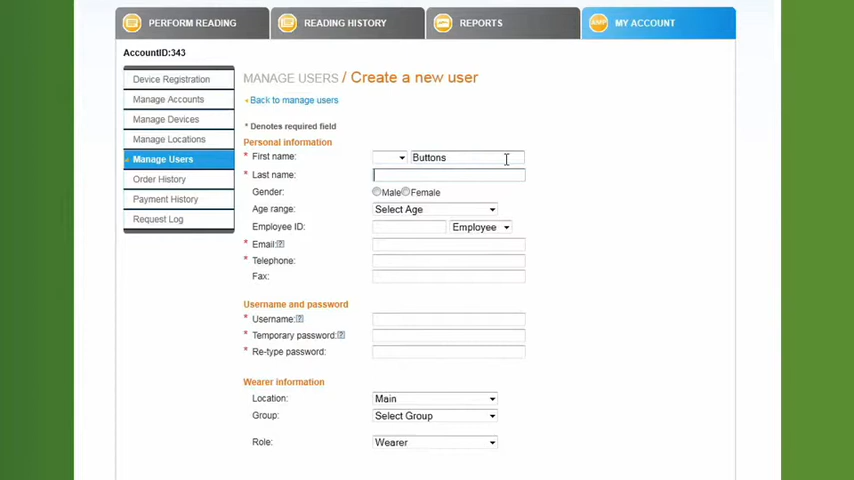 PERFORM READING READING HISTORY REPORTS MY ACCOUNT
AccountID:343
Device Registration
Manage Accounts
Manage Devices
Manage Locations
Manage Users
Order History
Payment History
Request Log
MANAGE USERS / Create a new user
Back to manage users
* Denotes required field
Personal information
* First name: Buttons
* Last name:
Gender: Male Female
Age range: Select Age
Employee ID: Employee
* Email:[?]
* Telephone:
Fax:
Username and password
* Username:[?]
* Temporary password:[?]
* Re-type password:
Wearer information
Location: Main
Group: Select Group
Role: Wearer